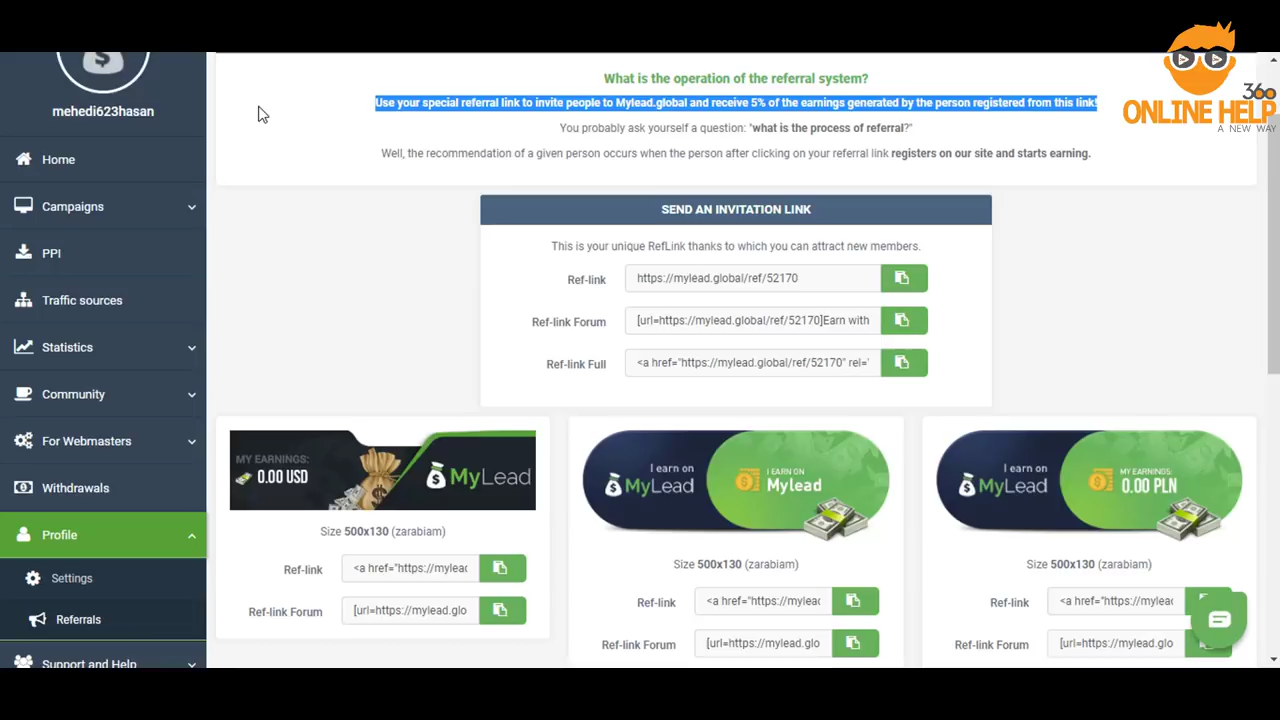 mehedi623hasan
Home
Campaigns
PPI
Traffic sources
Statistics
Community
For Webmasters
Withdrawals
Profile
Settings
Referrals
Support and Help
360
ONLINE HELP
A NEW WAY
What is the operation of the referral system?
Use your special referral link to invite people to Mylead.global and receive 5% of the earnings generated by the person registered from this link!
You probably ask yourself a question: "what is the process of referral?"
Well, the recommendation of a given person occurs when the person after clicking on your referral link registers on our site and starts earning.
SEND AN INVITATION LINK
This is your unique RefLink thanks to which you can attract new members.
Ref-link https://mylead.global/ref/52170
Ref-link Forum [url=https://mylead.global/ref/52170]Earn with
Ref-link Full <a href="https://mylead.global/ref/52170" rel='
MY EARNINGS:
0.00 USD
MyLead
Size 500x130 (zarabiam)
Ref-link <a href="https://mylead
Ref-link Forum [url=https://mylead.glo
I earn on
MyLead
I EARN ON
Mylead
Size 500x130 (zarabiam)
Ref-link <a href="https://mylead
Ref-link Forum [url=https://mylead.glo
I earn on
MyLead
MY EARNINGS:
0.00 PLN
Size 500x130 (zarabiam)
Ref-link <a href="https://mylead
Ref-link Forum [url=https://mylead.glo